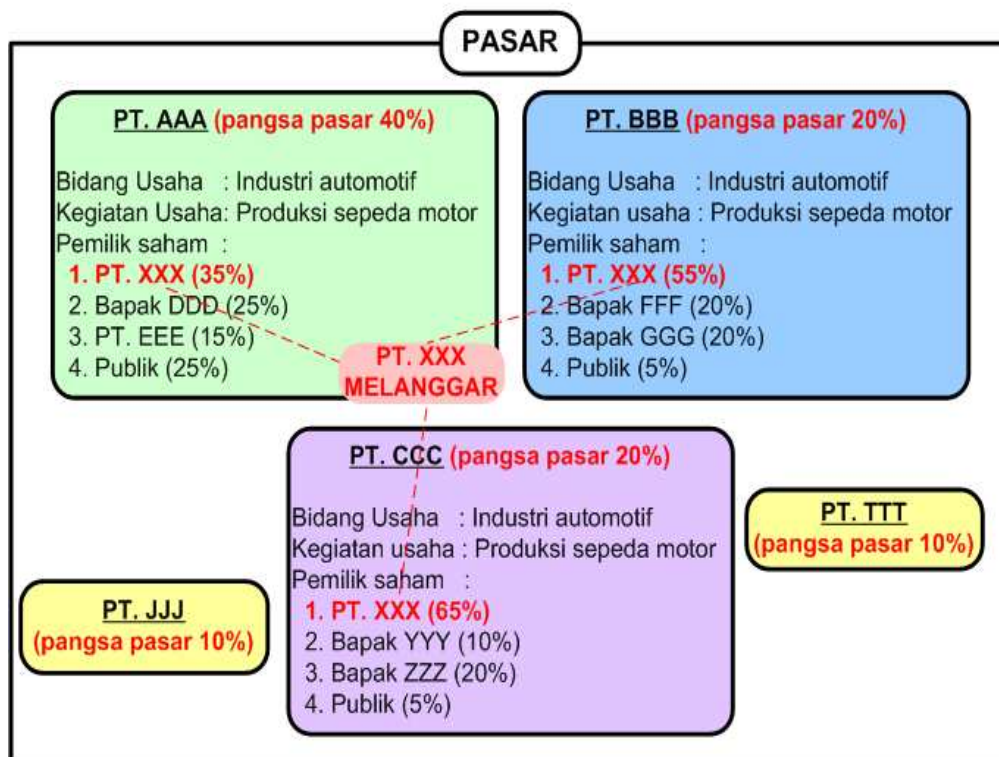 PASAR
PT. AAA (pangsa pasar 40%)
Bidang Usaha : Industri automotif
Kegiatan Usaha: Produksi sepeda motor
Pemilik saham :
1. PT. XXX (35%)
2. Bapak DDD (25%)
3. PT. EEE (15%)
4. Publik (25%)
PT. BBB (pangsa pasar 20%)
Bidang Usaha : Industri automotif
Kegiatan usaha: Produksi sepeda motor
Pemilik saham :
1. PT. XXX (55%)
2. Bapak FFF (20%)
3. Bapak GGG (20%)
4. Publik (5%)
PT. XXX
MELANGGAR
PT. CCC (pangsa pasar 20%)
Bidang Usaha : Industri automotif
Kegiatan usaha : Produksi sepeda motor
Pemilik saham :
1. PT. XXX (65%)
2. Bapak YYY (10%)
3. Bapak ZZZ (20%)
4. Publik (5%)
PT. TTT
(pangsa pasar 10%)
PT. JJJ
(pangsa pasar 10%)